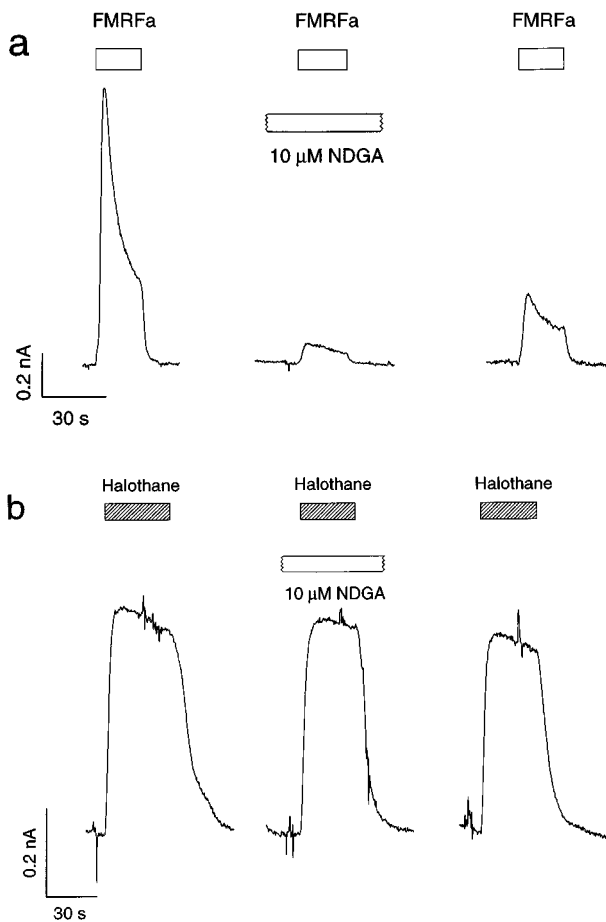 a
FMRFa FMRFa FMRFa
10 µM NDGA
0.2 nA
30 s
b
Halothane Halothane Halothane
10 µM NDGA
0.2 nA
30 s